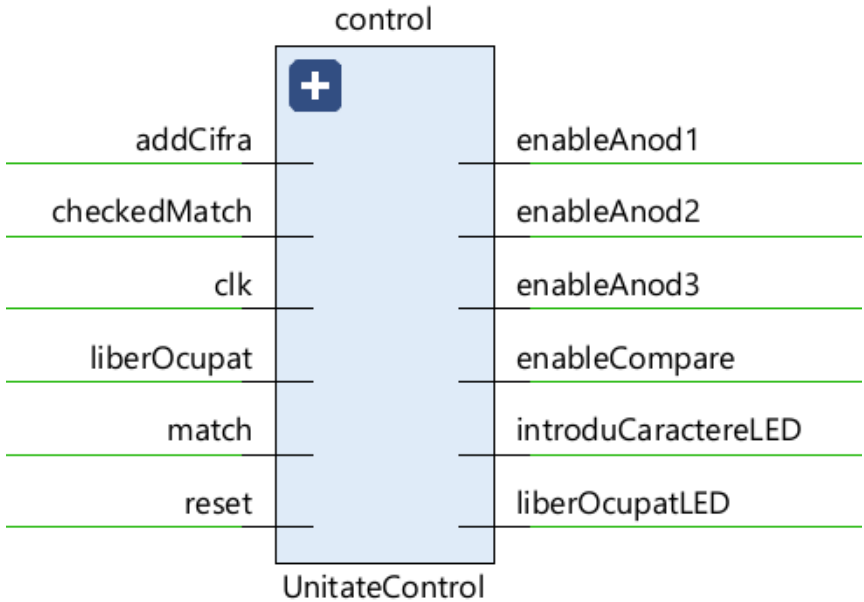 control
addCifra
enableAnod1
checkedMatch
enableAnod2
clk
enableAnod3
liberOcupat
enableCompare
match
introduCaractereLED
reset
liberOcupatLED
UnitateControl